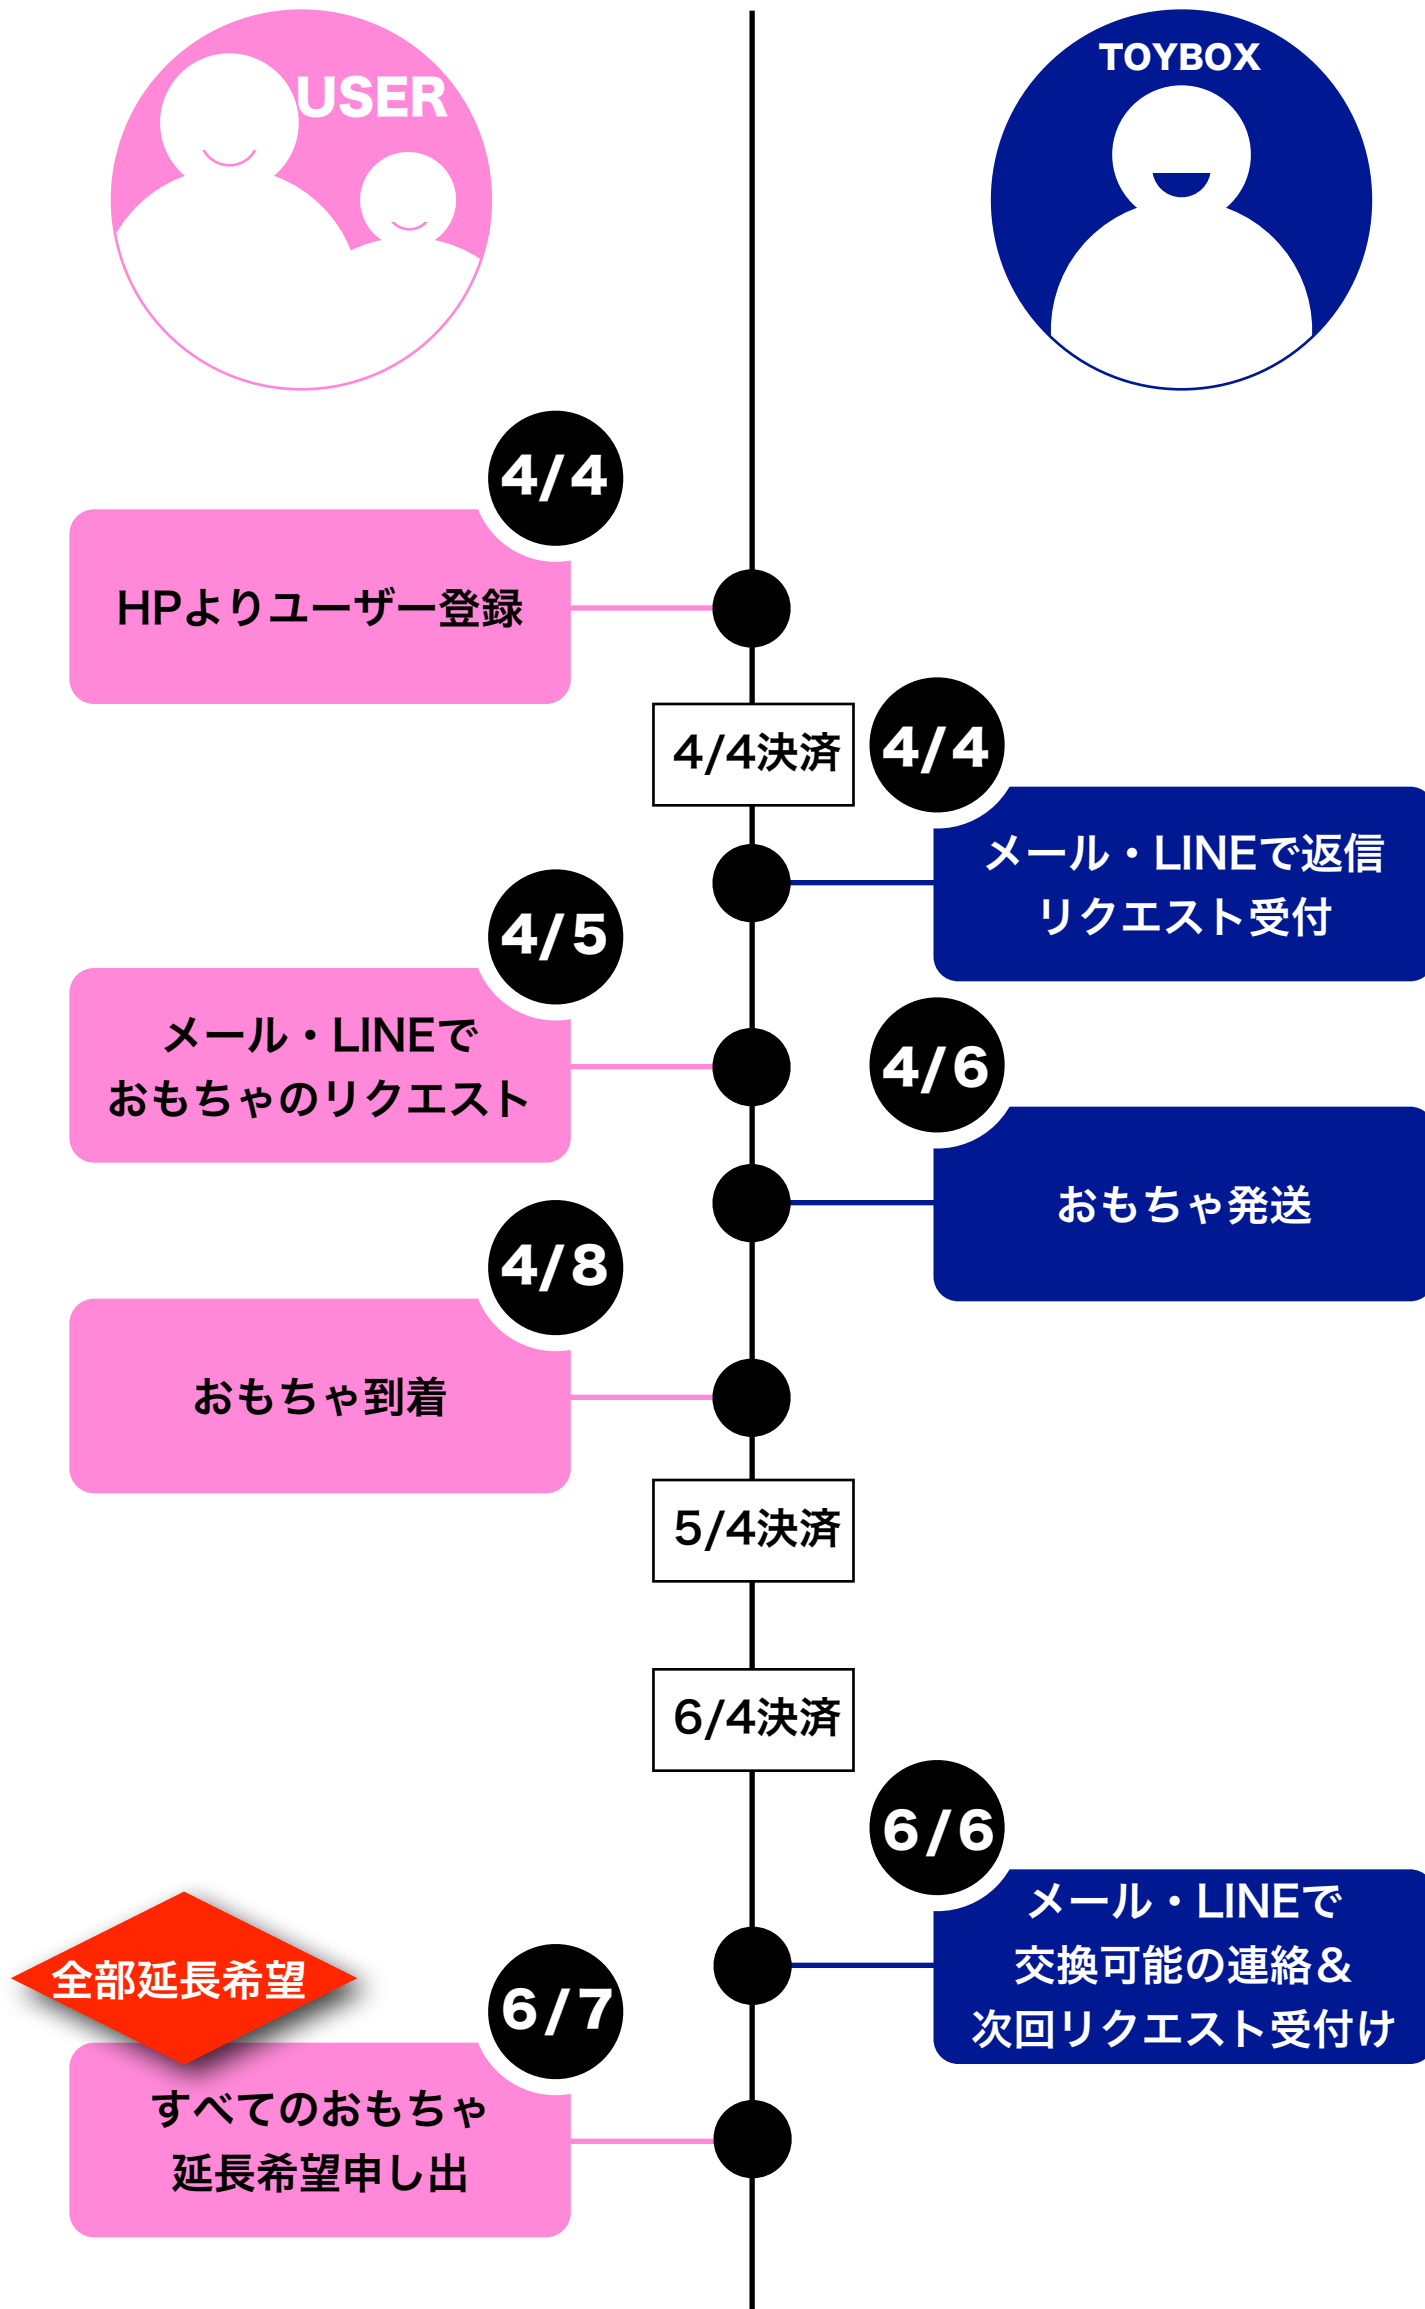 USER
TOYBOX
4/4
HPよりユーザー登録
4/4決済
4/4
メール・LINEで返信
リクエスト受付
4/5
メール・LINEで
おもちゃのリクエスト
4/6
おもちゃ発送
4/8
おもちゃ到着
5/4決済
6/4決済
6/6
メール・LINEで
交換可能の連絡＆
次回リクエスト受付け
全部延長希望
6/7
すべてのおもちゃ
延長希望申し出